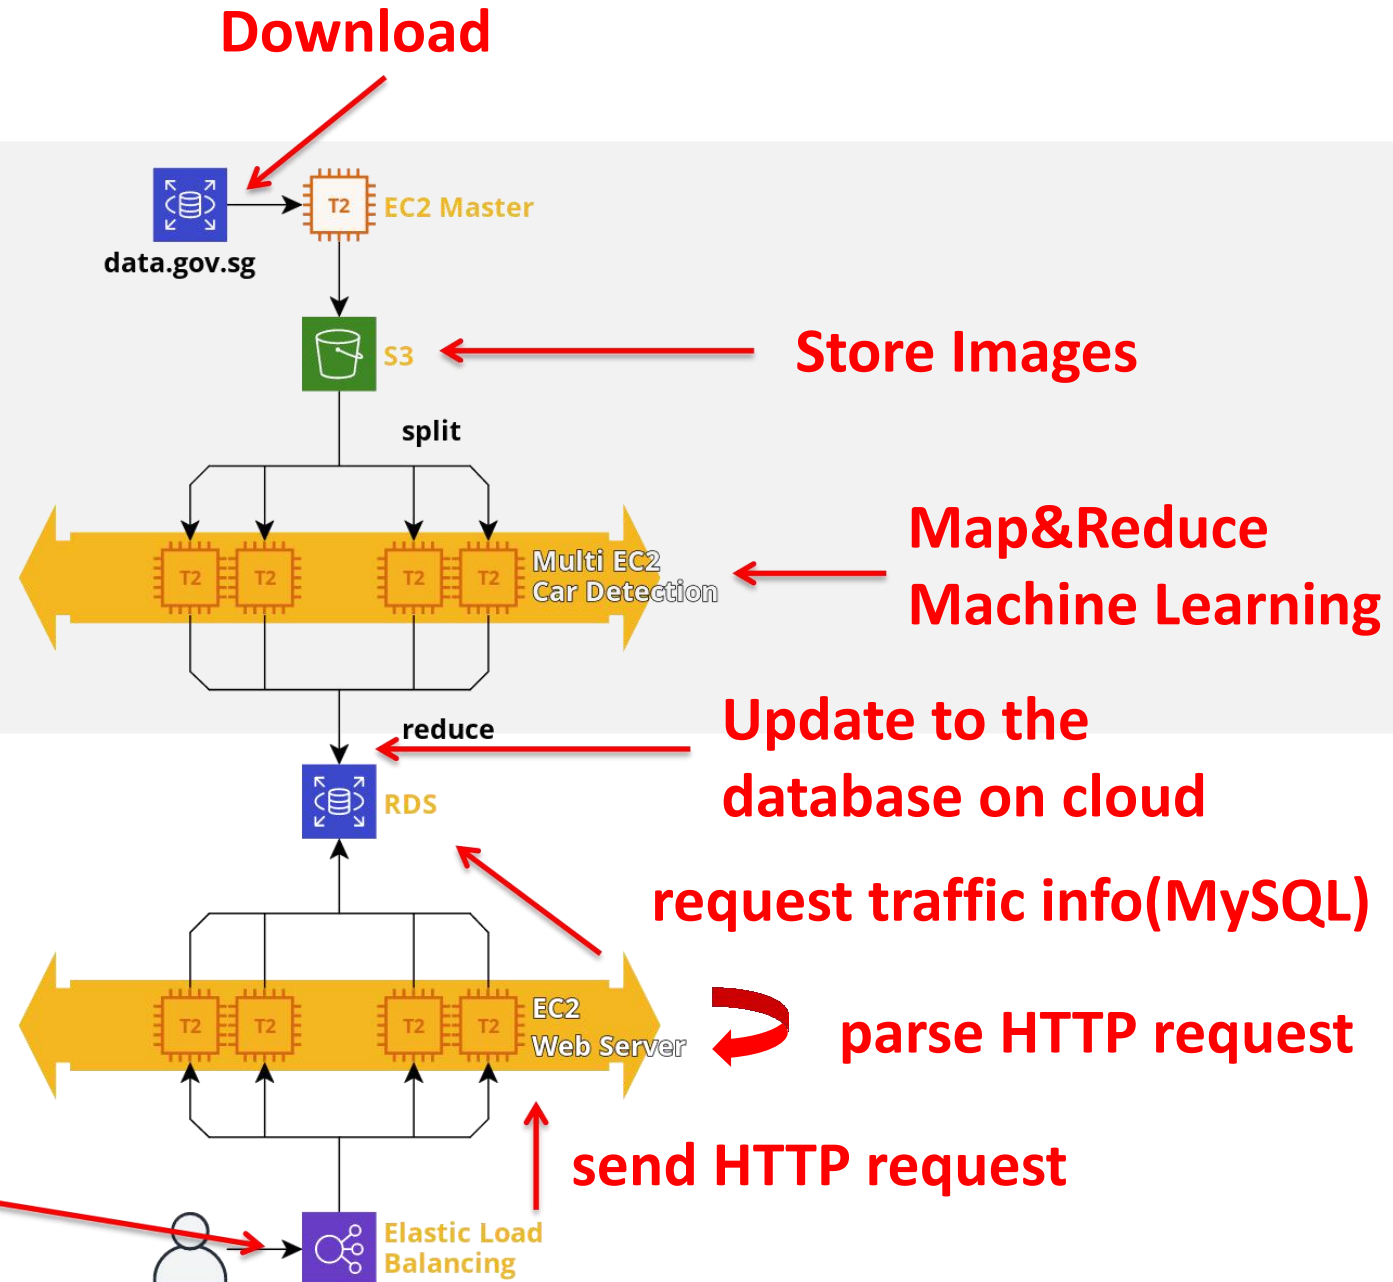 Download
T2
EC2 Master
data.gov.sg
S3
Store Images
split
Map&Reduce
Machine Learning
T2 T2 T2 T2
Multi EC2
Car Detection
reduce
Update to the
database on cloud
RDS
request traffic info(MySQL)
T2 T2 T2 T2
EC2
Web Server
parse HTTP request
send HTTP request
Elastic Load
Balancing